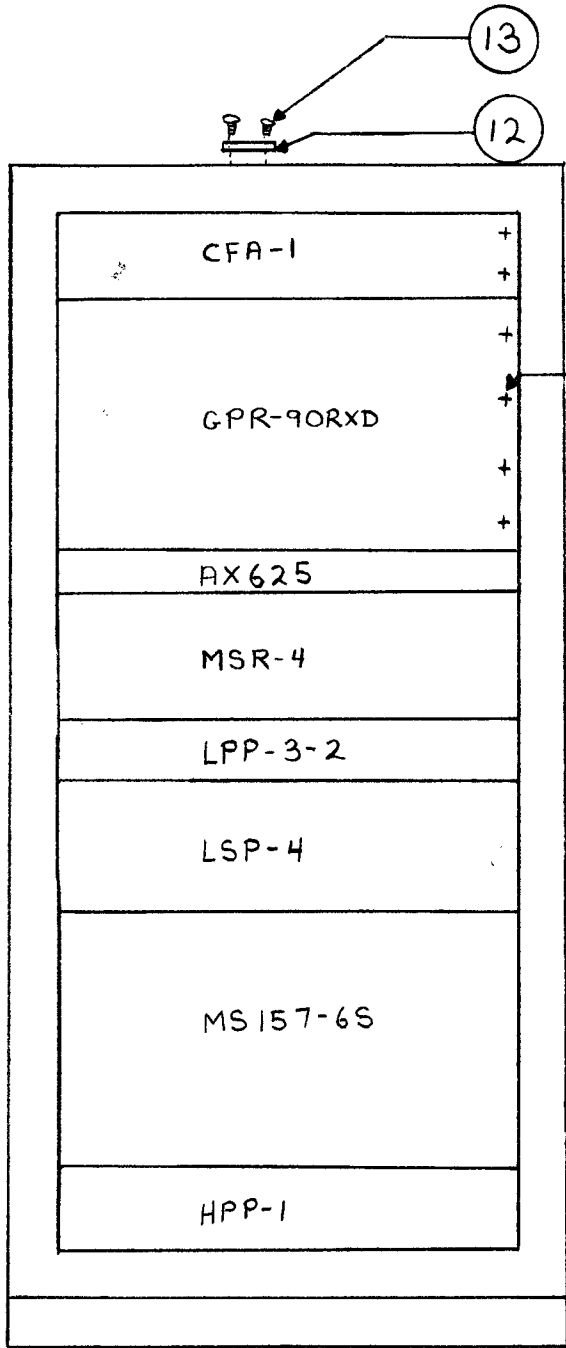 13
12
CFA-1
GPR-90RXD
AX625
MSR-4
LPP-3-2
LSP-4
MS157-6S
HPP-1